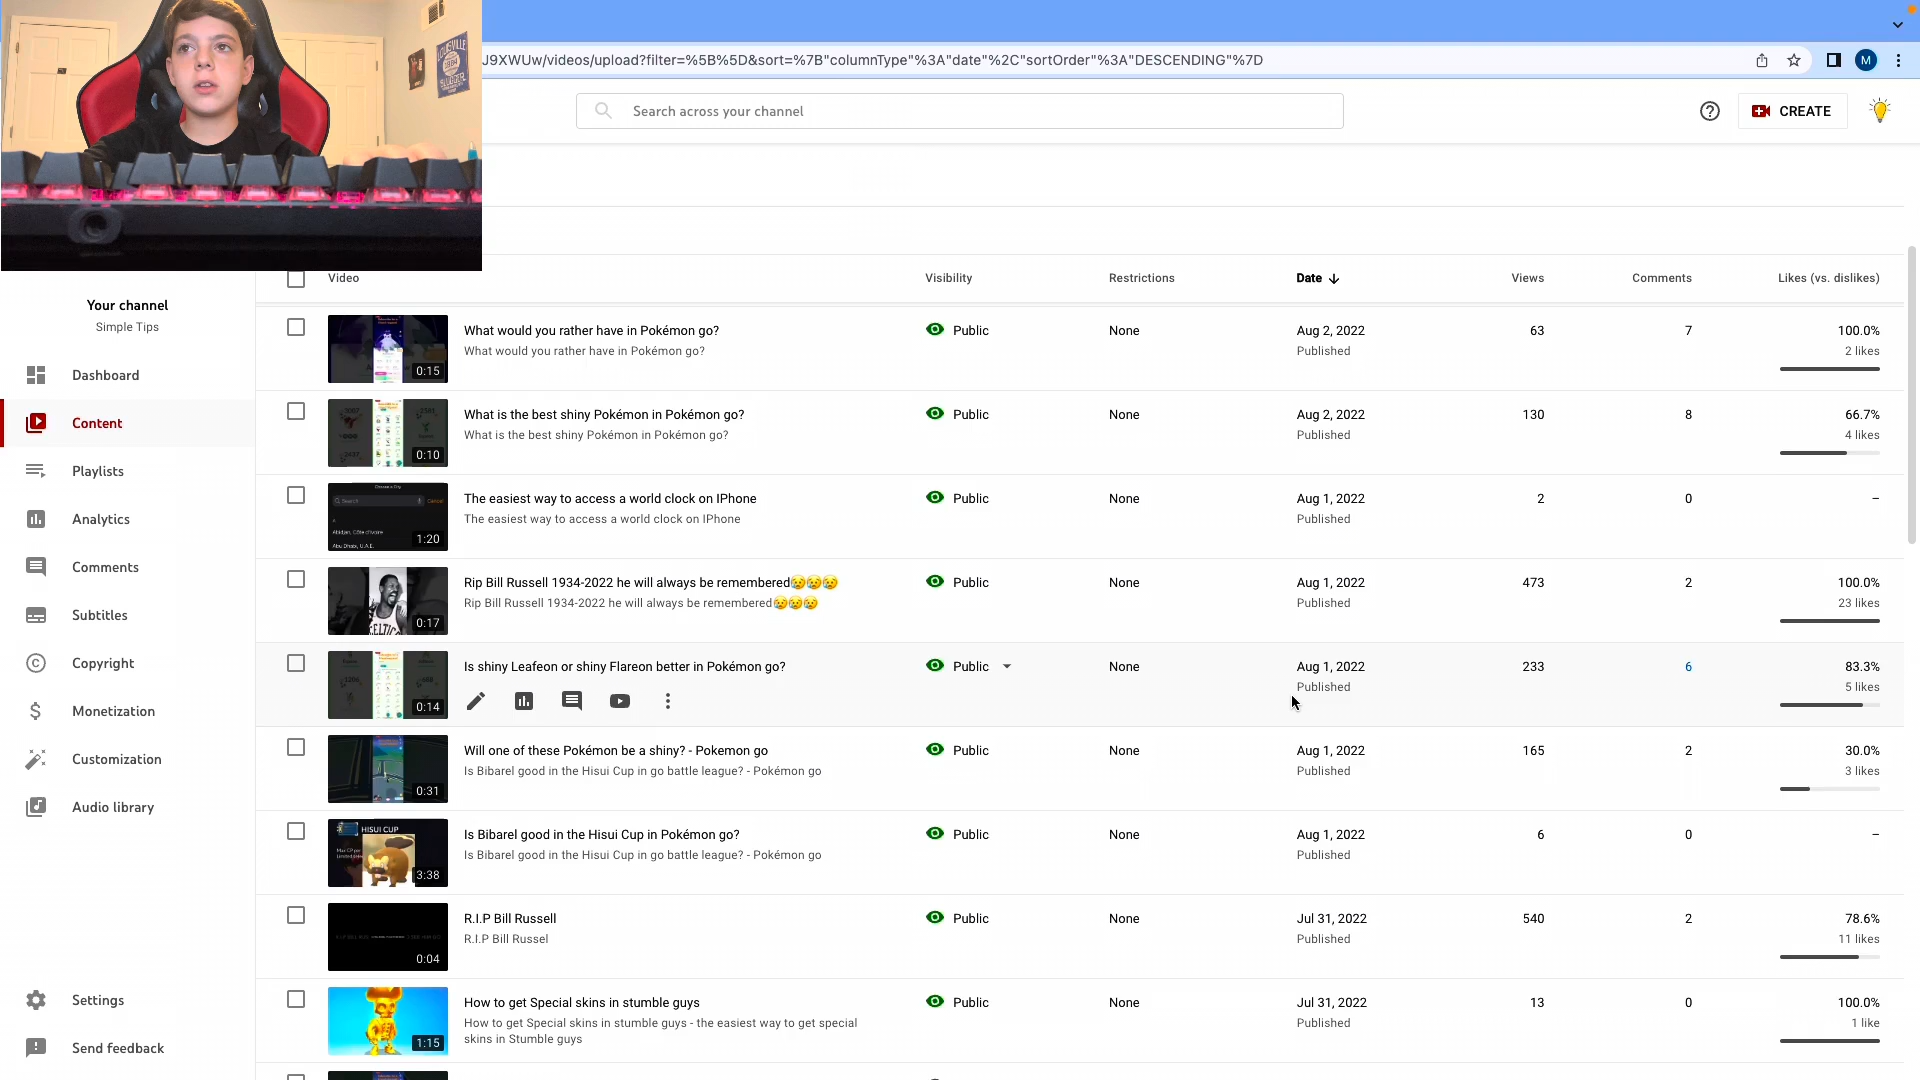 LOUISVILLE
SLUGGER
J9XWUw/videos/upload?filter=%5B%5D&sort=%7B"columnType"%3A"date"%2C"sortOrder"%3A"DESCENDING"%7D
M
Search across your channel
CREATE
Video
Visibility
Restrictions
Date
Views
Comments
Likes (vs. dislikes)
Your channel
Simple Tips
Dashboard
Content
Playlists
Analytics
Comments
Subtitles
Copyright
Monetization
Customization
Audio library
Settings
Send feedback
0:15
What would you rather have in Pokémon go?
What would you rather have in Pokémon go?
Public
None
Aug 2, 2022
Published
63
7
100.0%
2 likes
0:10
What is the best shiny Pokémon in Pokémon go?
What is the best shiny Pokémon in Pokémon go?
Public
None
Aug 2, 2022
Published
130
8
66.7%
4 likes
Choose a City
Search
Cancel
A
Abidjan, Côte d'Ivoire
Abu Dhabi, U.A.E.
1:20
The easiest way to access a world clock on IPhone
The easiest way to access a world clock on IPhone
Public
None
Aug 1, 2022
Published
2
0
–
0:17
Rip Bill Russell 1934-2022 he will always be remembered😥😥😥
Rip Bill Russell 1934-2022 he will always be remembered😥😥😥
Public
None
Aug 1, 2022
Published
473
2
100.0%
23 likes
0:14
Is shiny Leafeon or shiny Flareon better in Pokémon go?
Public
None
Aug 1, 2022
Published
233
6
83.3%
5 likes
0:31
Will one of these Pokémon be a shiny? - Pokemon go
Is Bibarel good in the Hisui Cup in go battle league? - Pokémon go
Public
None
Aug 1, 2022
Published
165
2
30.0%
3 likes
HISUI CUP
3:38
Is Bibarel good in the Hisui Cup in Pokémon go?
Is Bibarel good in the Hisui Cup in go battle league? - Pokémon go
Public
None
Aug 1, 2022
Published
6
0
–
0:04
R.I.P Bill Russell
R.I.P Bill Russel
Public
None
Jul 31, 2022
Published
540
2
78.6%
11 likes
1:15
How to get Special skins in stumble guys
How to get Special skins in stumble guys - the easiest way to get special
skins in Stumble guys
Public
None
Jul 31, 2022
Published
13
0
100.0%
1 like